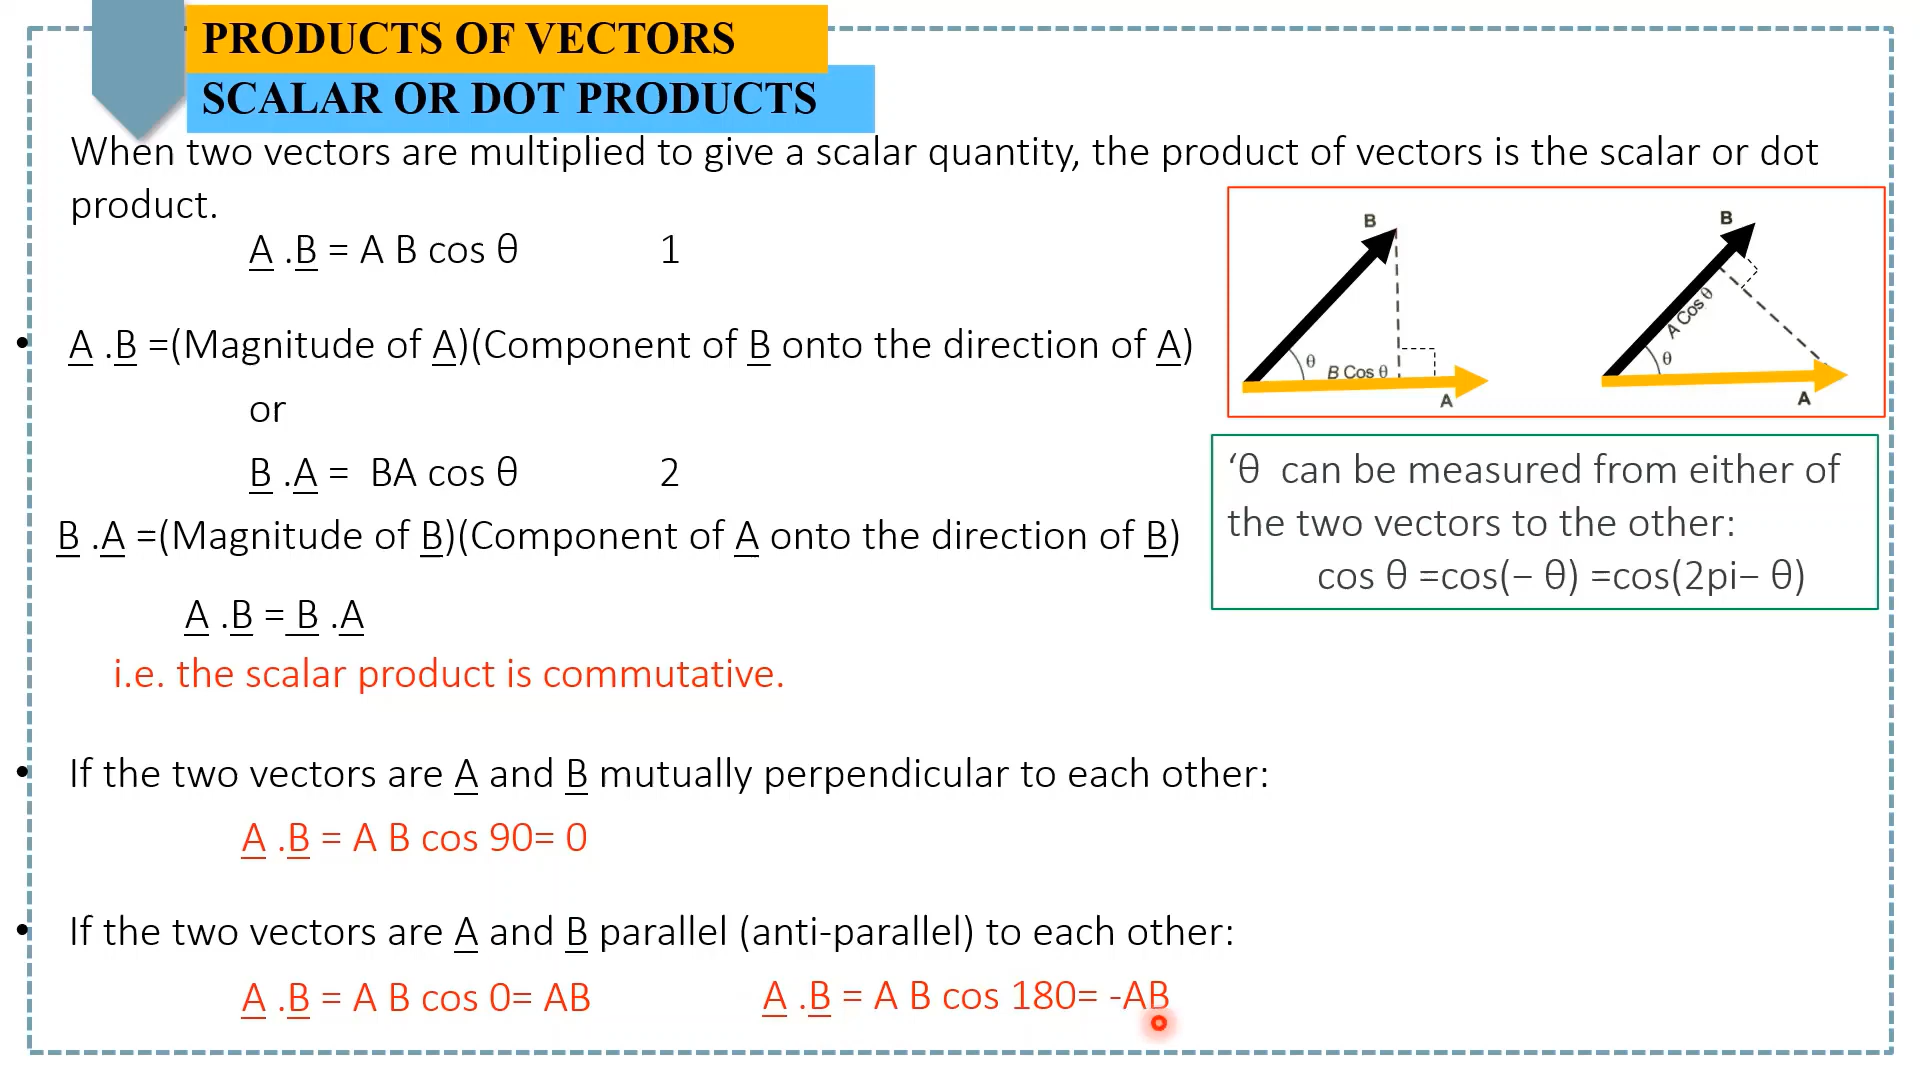 PRODUCTS OF VECTORS
SCALAR OR DOT PRODUCTS
When two vectors are multiplied to give a scalar quantity, the product of vectors is the scalar or dot
product.
A .B = A B cos θ 1
• A .B =(Magnitude of A)(Component of B onto the direction of A)
or
B .A = BA cos θ 2
B .A =(Magnitude of B)(Component of A onto the direction of B)
A .B = B .A
i.e. the scalar product is commutative.
B
θ
B Cos θ
A
B
A Cos θ
θ
A
‘θ can be measured from either of
the two vectors to the other:
cos θ =cos(− θ) =cos(2pi− θ)
• If the two vectors are A and B mutually perpendicular to each other:
A .B = A B cos 90= 0
• If the two vectors are A and B parallel (anti-parallel) to each other:
A .B = A B cos 0= AB A .B = A B cos 180= -AB